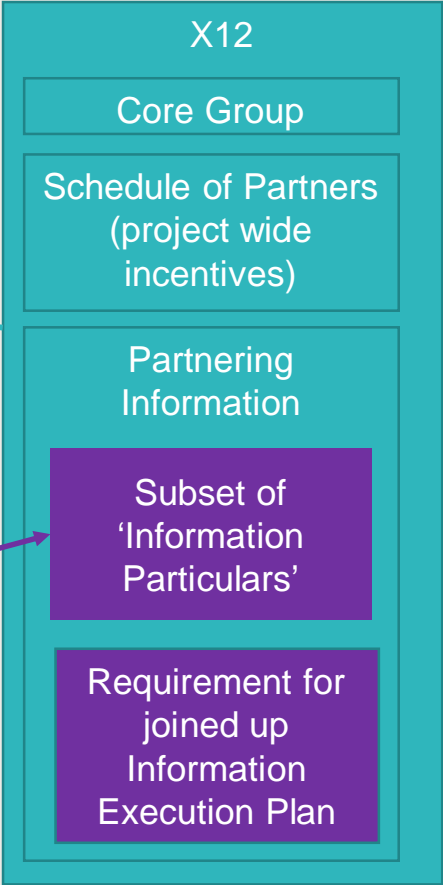 X12
Core Group
Schedule of Partners
(project wide
incentives)
Partnering
Information
Subset of
‘Information
Particulars’
Requirement for
joined up
Information
Execution Plan